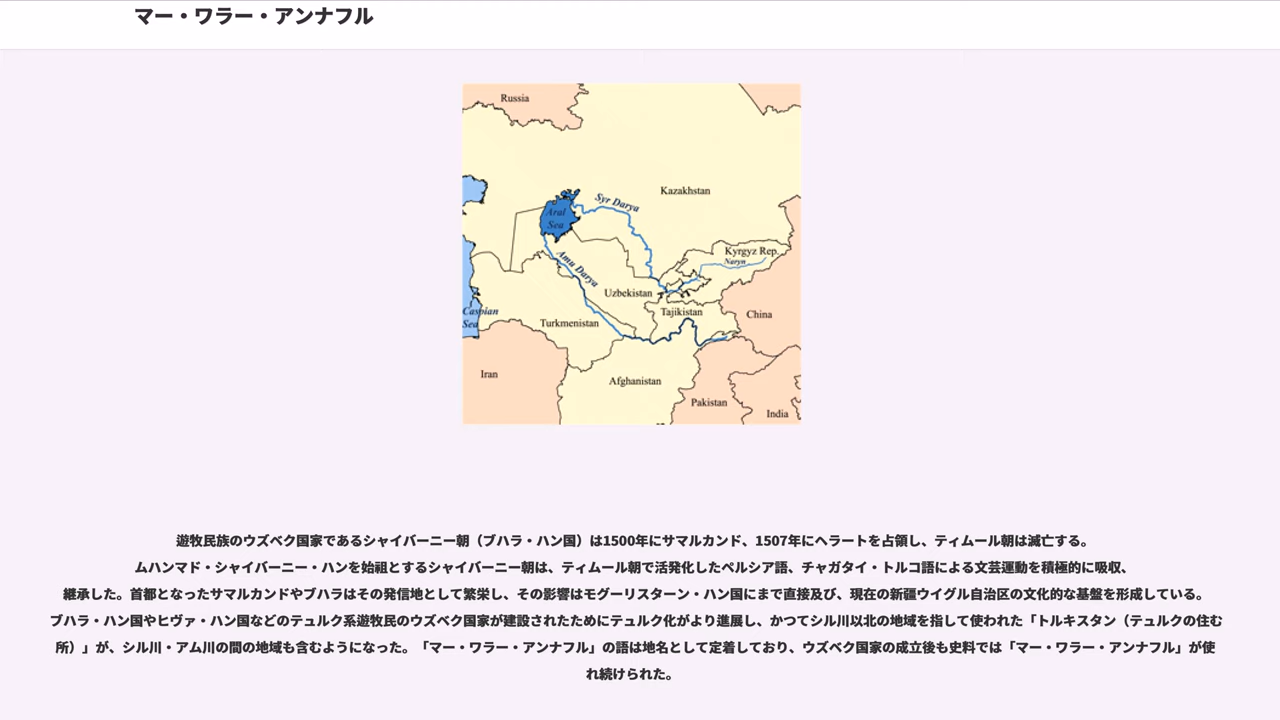 マー・ワラー・アンナフル
Russia
Kazakhstan
Syr Darya
Aral
Sea
Kyrgyz Rep.
Naryn
Amu Darya
Uzbekistan
Caspian
Sea
Tajikistan
China
Turkmenistan
Iran
Afghanistan
Pakistan
India
遊牧民族のウズベク国家であるシャイバーニー朝（ブハラ・ハン国）は1500年にサマルカンド、1507年にヘラートを占領し、ティムール朝は滅亡する。
ムハンマド・シャイバーニー・ハンを始祖とするシャイバーニー朝は、ティムール朝で活発化したペルシア語、チャガタイ・トルコ語による文芸運動を積極的に吸収、
継承した。首都となったサマルカンドやブハラはその発信地として繁栄し、その影響はモグーリスターン・ハン国にまで直接及び、現在の新疆ウイグル自治区の文化的な基盤を形成している。
ブハラ・ハン国やヒヴァ・ハン国などのテュルク系遊牧民のウズベク国家が建設されたためにテュルク化がより進展し、かつてシル川以北の地域を指して使われた「トルキスタン（テュルクの住む
所）」が、シル川・アム川の間の地域も含むようになった。「マー・ワラー・アンナフル」の語は地名として定着しており、ウズベク国家の成立後も史料では「マー・ワラー・アンナフル」が使
れ続けられた。